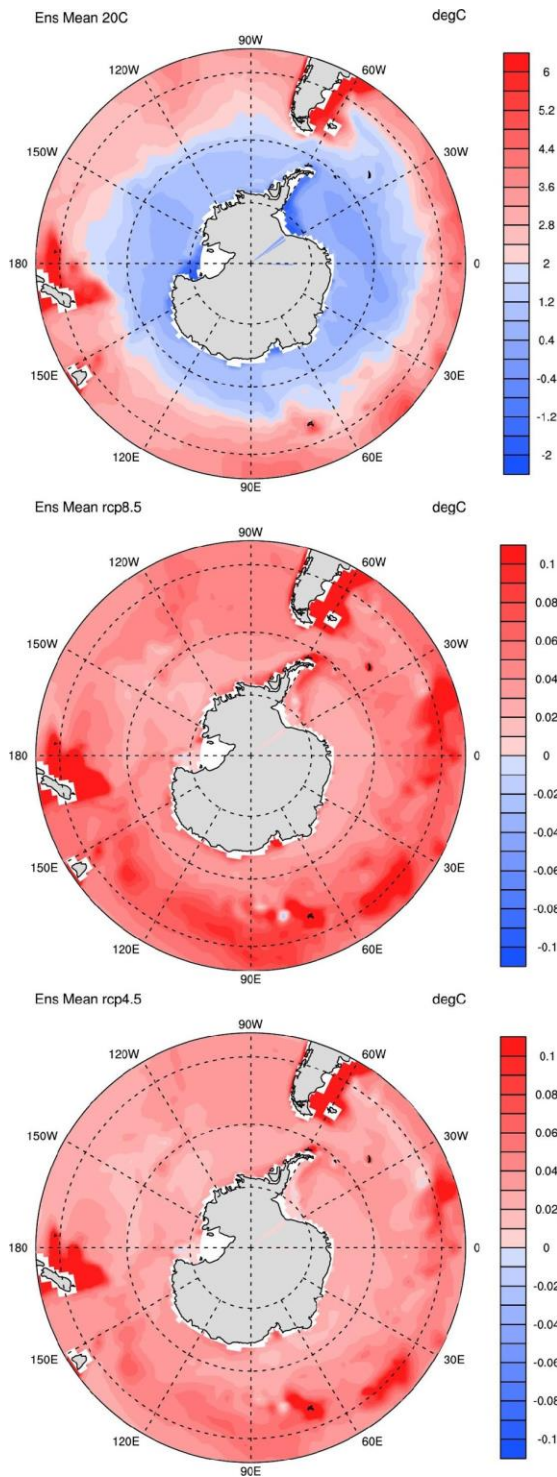 Ens Mean 20C degC
90W
60W
150W
30W
180
0
150E
30E
120E
60E
90E
6
5.2
4.4
3.6
2.8
2
1.2
0.4
-0.4
-1.2
-2
Ens Mean rcp8.5 degC
90W
60W
150W
30W
180
0
150E
30E
120E
60E
90E
0.1
0.08
0.06
0.04
0.02
0
-0.02
-0.04
-0.06
-0.08
-0.1
Ens Mean rcp4.5 degC
90W
60W
150W
30W
180
0
150E
30E
120E
60E
90E
0.1
0.08
0.06
0.04
0.02
0
-0.02
-0.04
-0.06
-0.08
-0.1